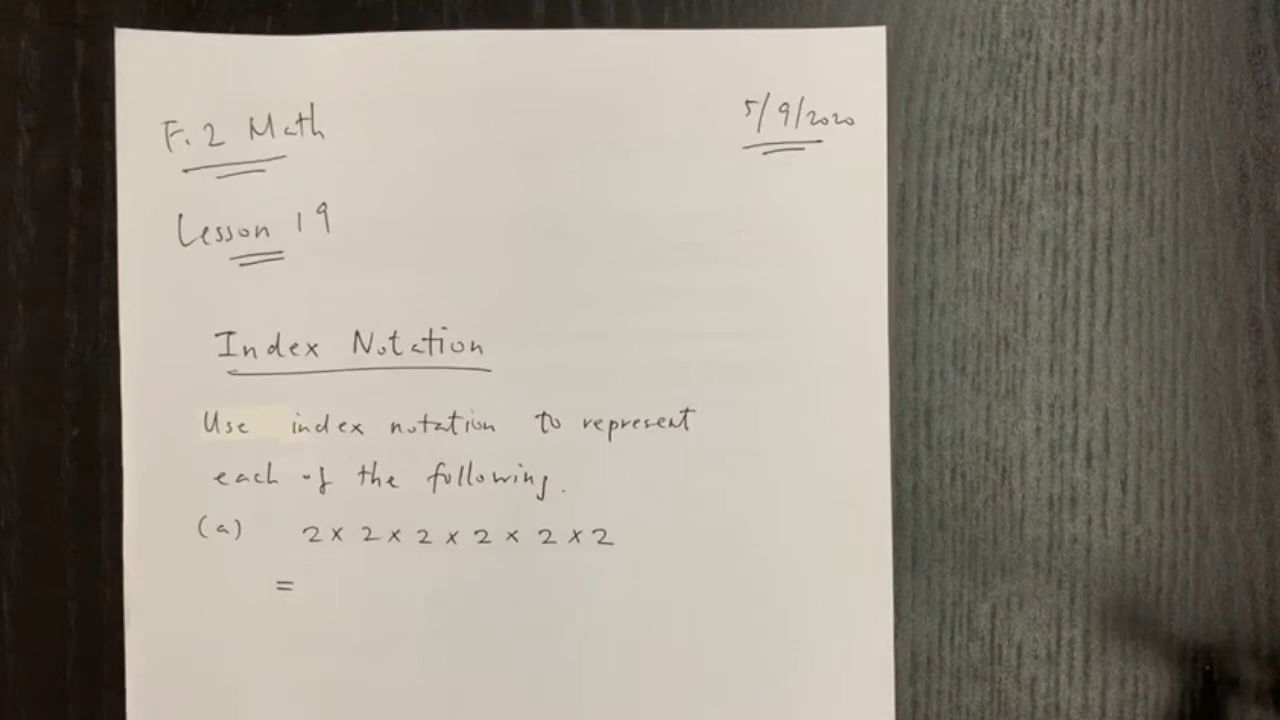 F.2 Math
5/9/2020
Lesson 19
Index Notation
Use index notation to represent
each of the following.
(a) 2 × 2 × 2 × 2 × 2 × 2
=